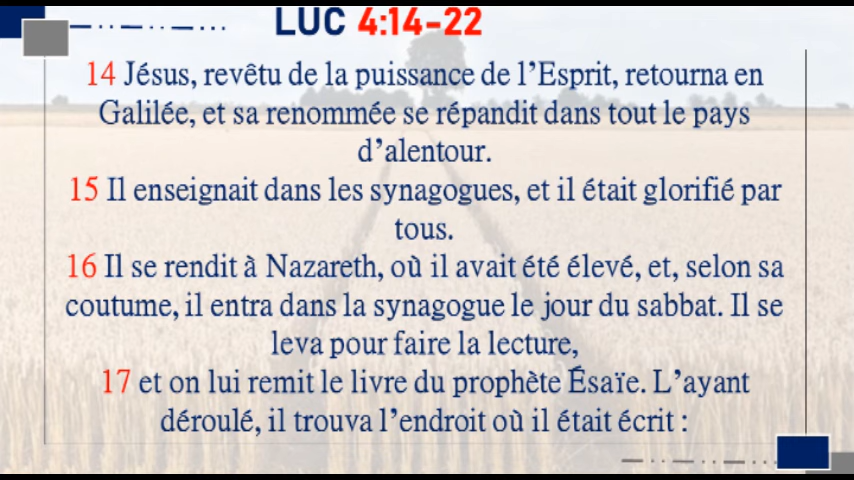 LUC 4:14-22
14 Jésus, revêtu de la puissance de l’Esprit, retourna en
Galilée, et sa renommée se répandit dans tout le pays
d’alentour.
15 Il enseignait dans les synagogues, et il était glorifié par
tous.
16 Il se rendit à Nazareth, où il avait été élevé, et, selon sa
coutume, il entra dans la synagogue le jour du sabbat. Il se
leva pour faire la lecture,
17 et on lui remit le livre du prophète Ésaïe. L’ayant
déroulé, il trouva l’endroit où il était écrit :